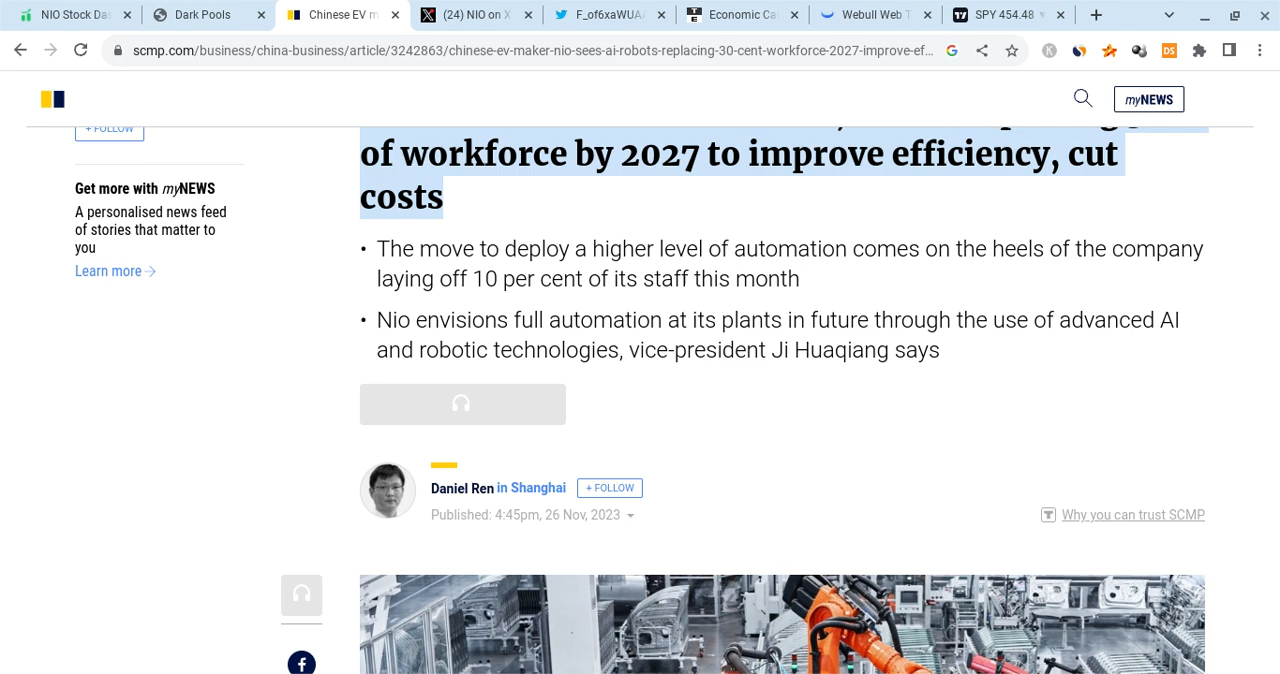 NIO Stock Da
Dark Pools
Chinese EV m
(24) NIO on X
F_of6xaWUAA
Economic Ca
Webull Web T
SPY 454.48
scmp.com/business/china-business/article/3242863/chinese-ev-maker-nio-sees-ai-robots-replacing-30-cent-workforce-2027-improve-ef…
myNEWS
+ FOLLOW
Get more with myNEWS
A personalised news feed
of stories that matter to
you
Learn more
of workforce by 2027 to improve efficiency, cut
costs
• The move to deploy a higher level of automation comes on the heels of the company
laying off 10 per cent of its staff this month
• Nio envisions full automation at its plants in future through the use of advanced AI
and robotic technologies, vice-president Ji Huaqiang says
Daniel Ren in Shanghai
+ FOLLOW
Published: 4:45pm, 26 Nov, 2023
Why you can trust SCMP